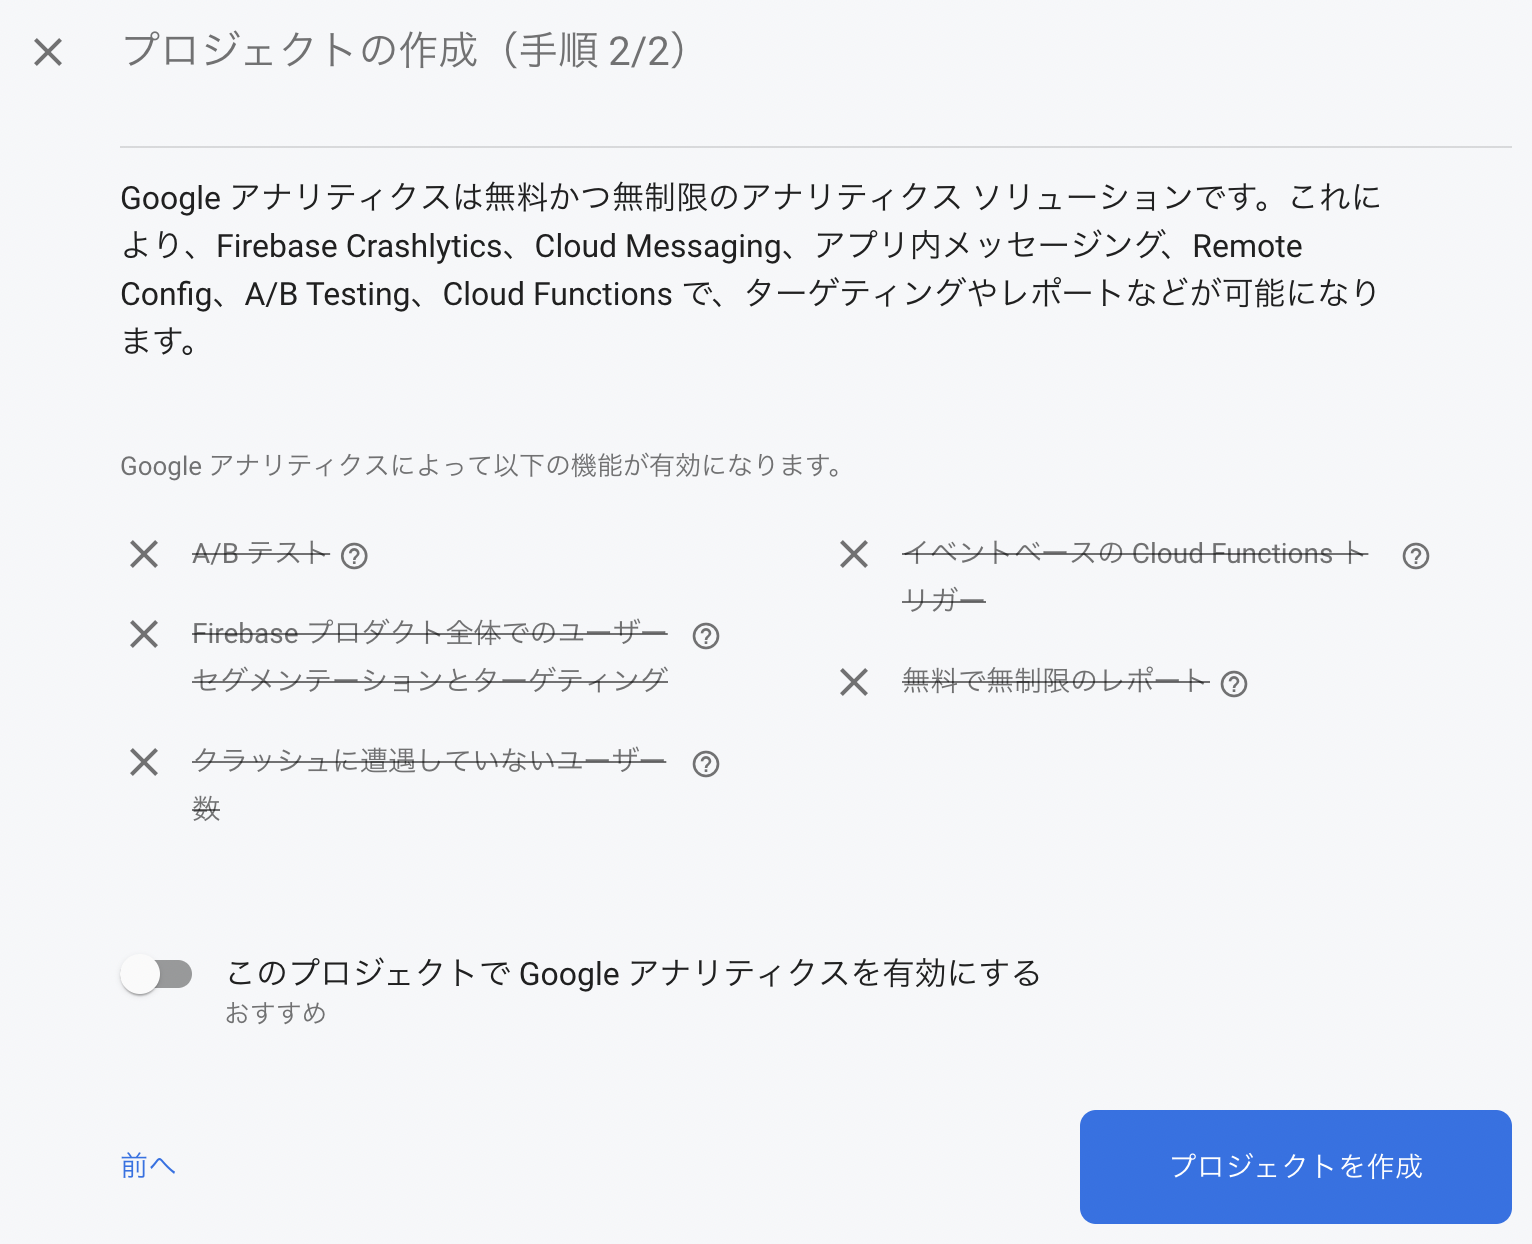 プロジェクトの作成（手順 2/2）
Google アナリティクスは無料かつ無制限のアナリティクス ソリューションです。これに
より、Firebase Crashlytics、Cloud Messaging、アプリ内メッセージング、Remote
Config、A/B Testing、Cloud Functions で、ターゲティングやレポートなどが可能になり
ます。
Google アナリティクスによって以下の機能が有効になります。
A/B テスト
Firebase プロダクト全体でのユーザー
セグメンテーションとターゲティング
クラッシュに遭遇していないユーザー
数
イベントベースの Cloud Functions ト
リガー
無料で無制限のレポート
このプロジェクトで Google アナリティクスを有効にする
おすすめ
前へ
プロジェクトを作成